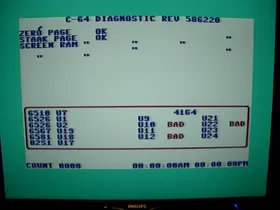 C-64 DIAGNOSTIC REV 586220
ZERO PAGE OK
STAAK PAGE OK
SCREEN RAM
4164
6510 U7
6526 U1 U9 U21
6526 U2 U10 BAD U22 BAD
6567 U19 U11 U23
6581 U18 U12 BAD U24
8251 U17
COUNT 0000 00:00:00AM 00:00:00PM
PHILIPS